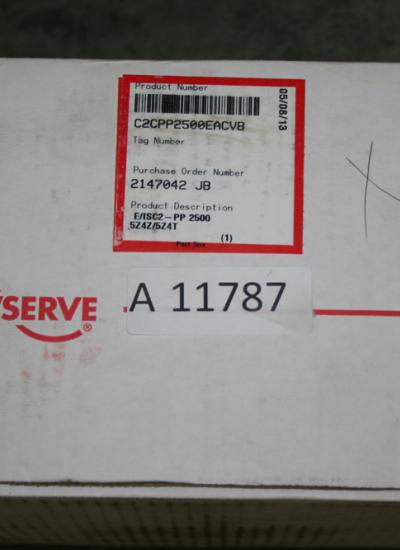 Product Number
05/08/13
C2CPP2500EACVB
Tag Number
Purchase Order Number
2147042 JB
Product Description
E/ISC2-PP 2500
5Z4Z/5Z4T
(1)
Part Box
SERVE®
A 11787